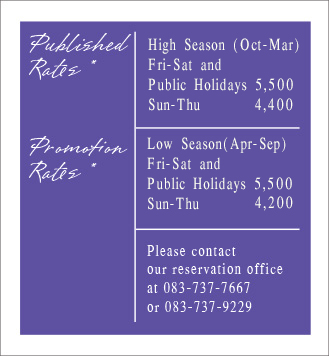 Published
Rates *
High Season (Oct-Mar)
Fri-Sat and
Public Holidays 5,500
Sun-Thu 4,400
Promotion
Rates *
Low Season(Apr-Sep)
Fri-Sat and
Public Holidays 5,500
Sun-Thu 4,200
Please contact
our reservation office
at 083-737-7667
or 083-737-9229